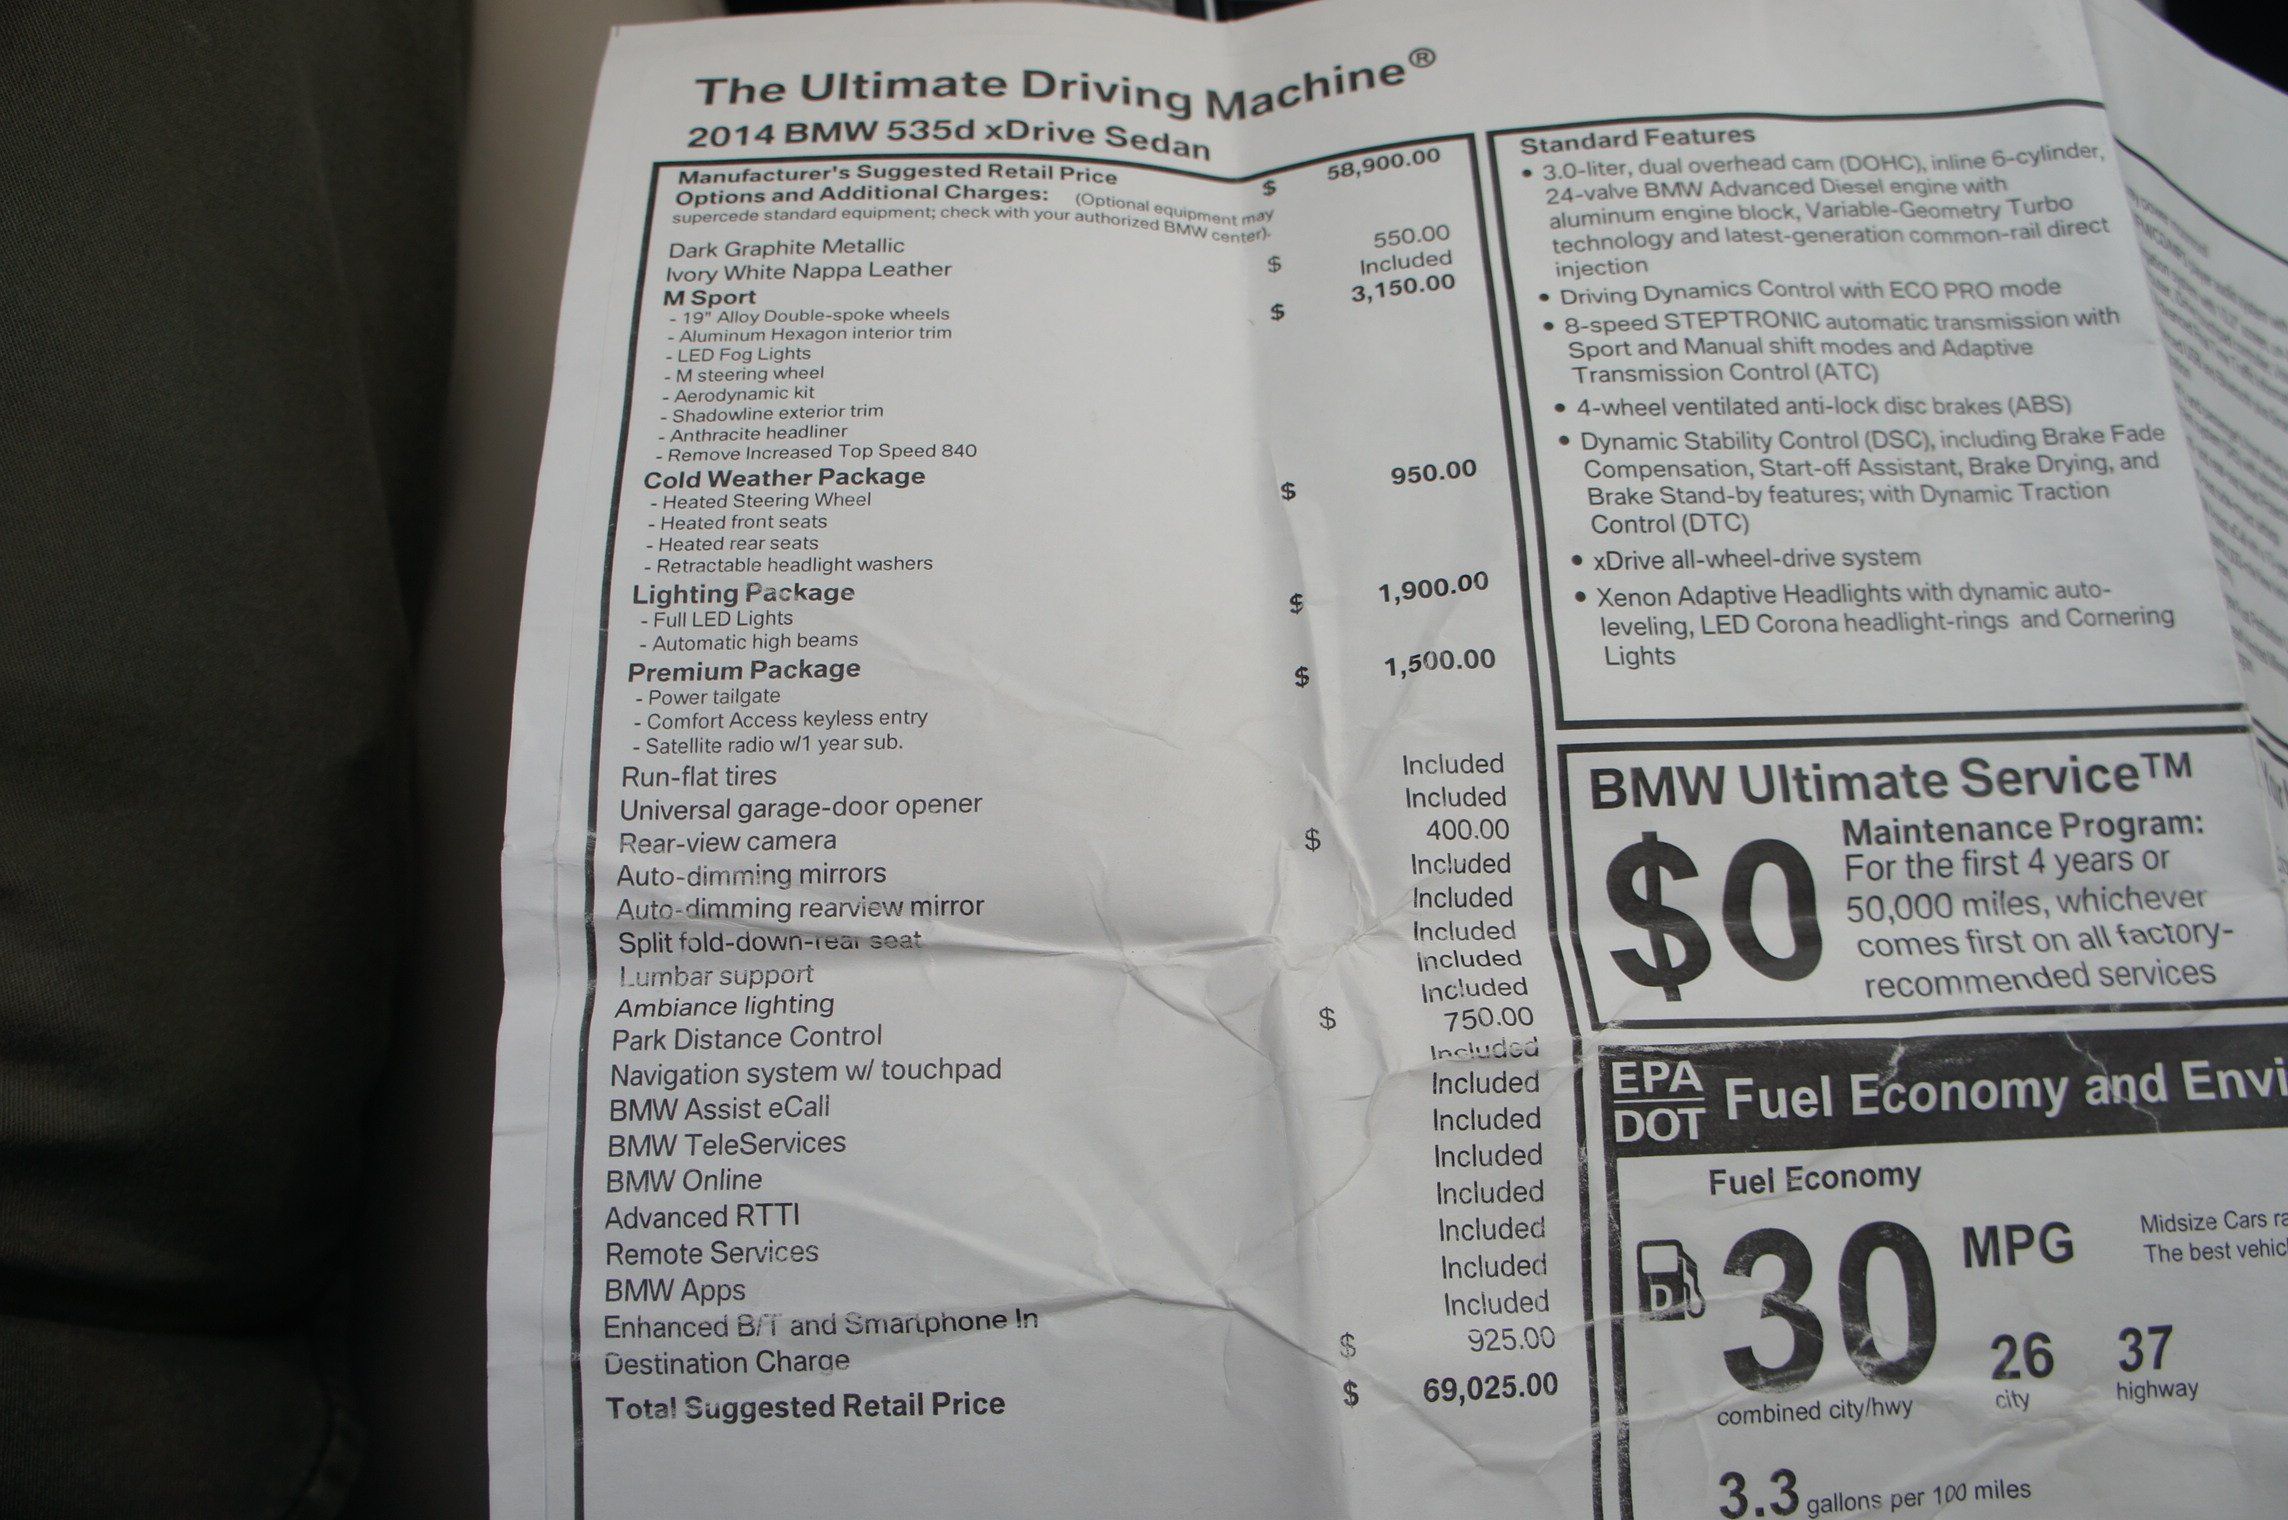 The Ultimate Driving Machine®
2014 BMW 535d xDrive Sedan
Manufacturer's Suggested Retail Price $ 58,900.00
Options and Additional Charges: (Optional equipment may
supercede standard equipment; check with your authorized BMW center).
Dark Graphite Metallic $ 550.00
Ivory White Nappa Leather Included
M Sport $ 3,150.00
- 19" Alloy Double-spoke wheels
- Aluminum Hexagon interior trim
- LED Fog Lights
- M steering wheel
- Aerodynamic kit
- Shadowline exterior trim
- Anthracite headliner
- Remove Increased Top Speed 840
Cold Weather Package $ 950.00
- Heated Steering Wheel
- Heated front seats
- Heated rear seats
- Retractable headlight washers
Lighting Package $ 1,900.00
- Full LED Lights
- Automatic high beams
Premium Package $ 1,500.00
- Power tailgate
- Comfort Access keyless entry
- Satellite radio w/1 year sub.
Run-flat tires Included
Universal garage-door opener Included
Rear-view camera $ 400.00
Auto-dimming mirrors Included
Auto-dimming rearview mirror Included
Split fold-down-rear seat Included
Lumbar support Included
Ambiance lighting Included
Park Distance Control $ 750.00
Navigation system w/ touchpad Included
BMW Assist eCall Included
BMW TeleServices Included
BMW Online Included
Advanced RTTI Included
Remote Services Included
BMW Apps Included
Enhanced B/T and Smartphone In Included
Destination Charge $ 925.00
Total Suggested Retail Price $ 69,025.00
Standard Features
• 3.0-liter, dual overhead cam (DOHC), inline 6-cylinder,
24-valve BMW Advanced Diesel engine with
aluminum engine block, Variable-Geometry Turbo
technology and latest-generation common-rail direct
injection
• Driving Dynamics Control with ECO PRO mode
• 8-speed STEPTRONIC automatic transmission with
Sport and Manual shift modes and Adaptive
Transmission Control (ATC)
• 4-wheel ventilated anti-lock disc brakes (ABS)
• Dynamic Stability Control (DSC), including Brake Fade
Compensation, Start-off Assistant, Brake Drying, and
Brake Stand-by features; with Dynamic Traction
Control (DTC)
• xDrive all-wheel-drive system
• Xenon Adaptive Headlights with dynamic auto-
leveling, LED Corona headlight-rings and Cornering
Lights
BMW Ultimate Service™
$0
Maintenance Program:
For the first 4 years or
50,000 miles, whichever
comes first on all factory-
recommended services
EPA
DOT
Fuel Economy and Envi
Fuel Economy
D
30 MPG
combined city/hwy
26
city
37
highway
Midsize Cars ra
The best vehic
3.3 gallons per 100 miles